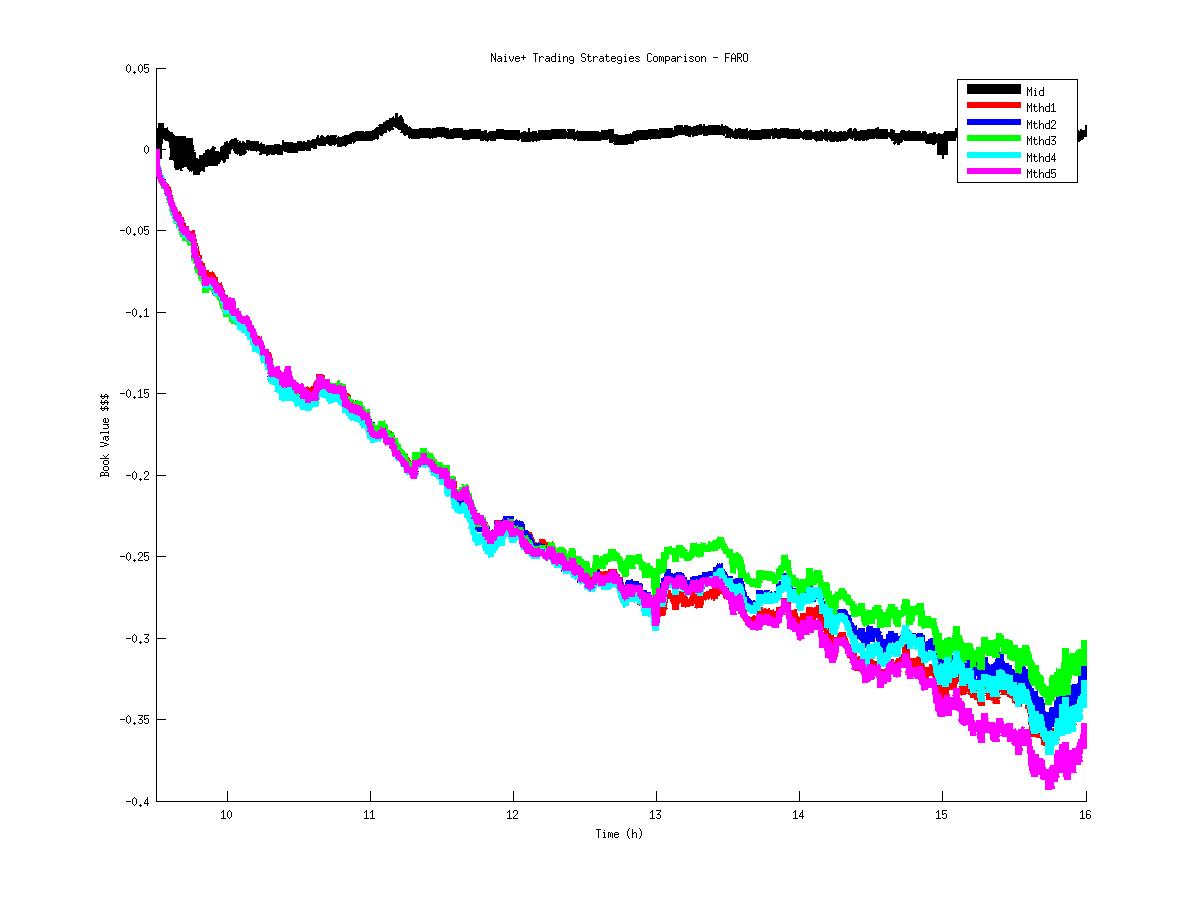 Naive+ Trading Strategies Comparison - FARO
0.05
0
-0.05
-0.1
-0.15
-0.2
-0.25
-0.3
-0.35
-0.4
Book Value $$$
Mid
Mthd1
Mthd2
Mthd3
Mthd4
Mthd5
10 11 12 13 14 15 16
Time (h)